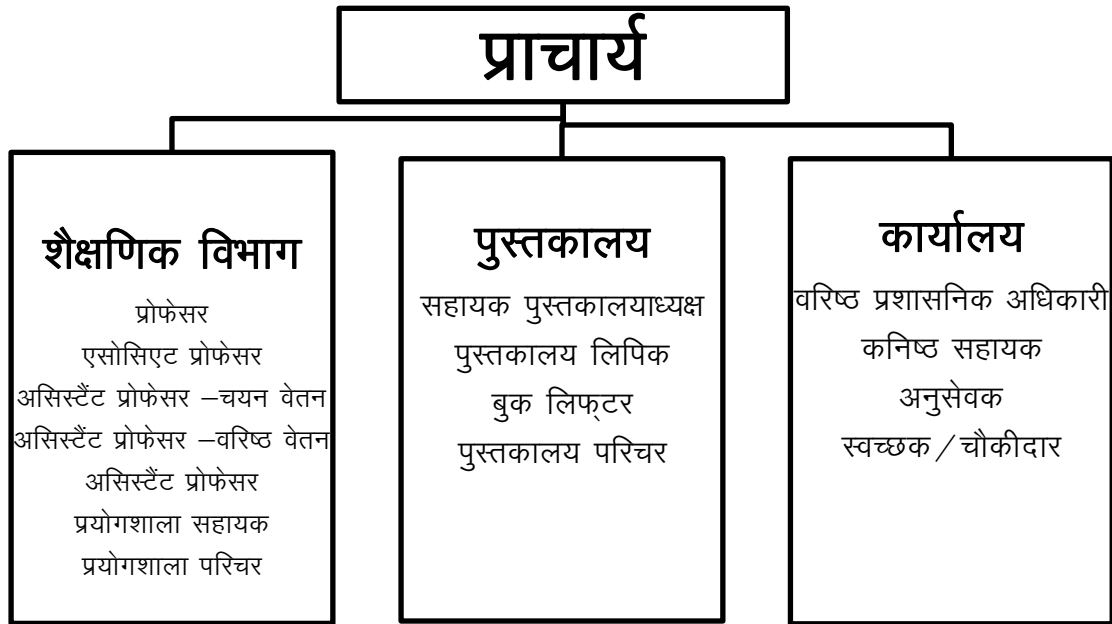 प्राचार्य
शैक्षणिक विभाग
प्रोफेसर
एसोसिएट प्रोफेसर
असिस्टैंट प्रोफेसर –चयन वेतन
असिस्टैंट प्रोफेसर –वरिष्ठ वेतन
असिस्टैंट प्रोफेसर
प्रयोगशाला सहायक
प्रयोगशाला परिचर
पुस्तकालय
सहायक पुस्तकालयाध्यक्ष
पुस्तकालय लिपिक
बुक लिफ्टर
पुस्तकालय परिचर
कार्यालय
वरिष्ठ प्रशासनिक अधिकारी
कनिष्ठ सहायक
अनुसेवक
स्वच्छक / चौकीदार